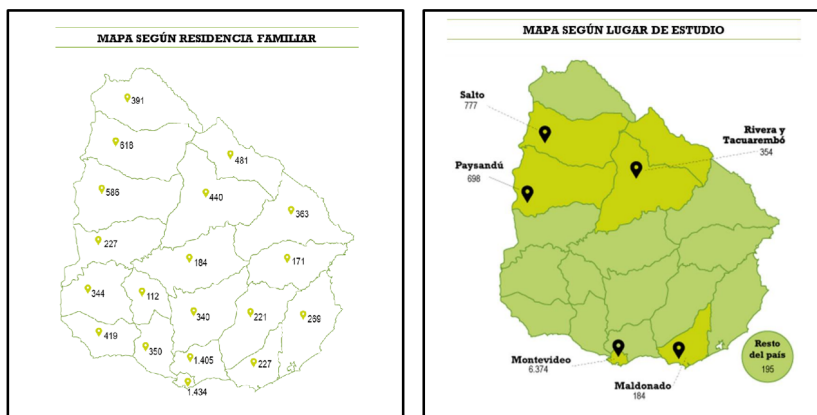 MAPA SEGÚN RESIDENCIA FAMILIAR
391
618
481
586
440
363
227
184
171
344
112
340
221
269
419
350
1.405
227
1.434
MAPA SEGÚN LUGAR DE ESTUDIO
Salto
777
Rivera y
Tacuarembó
354
Paysandú
698
Montevideo
6.374
Maldonado
184
Resto
del país
195